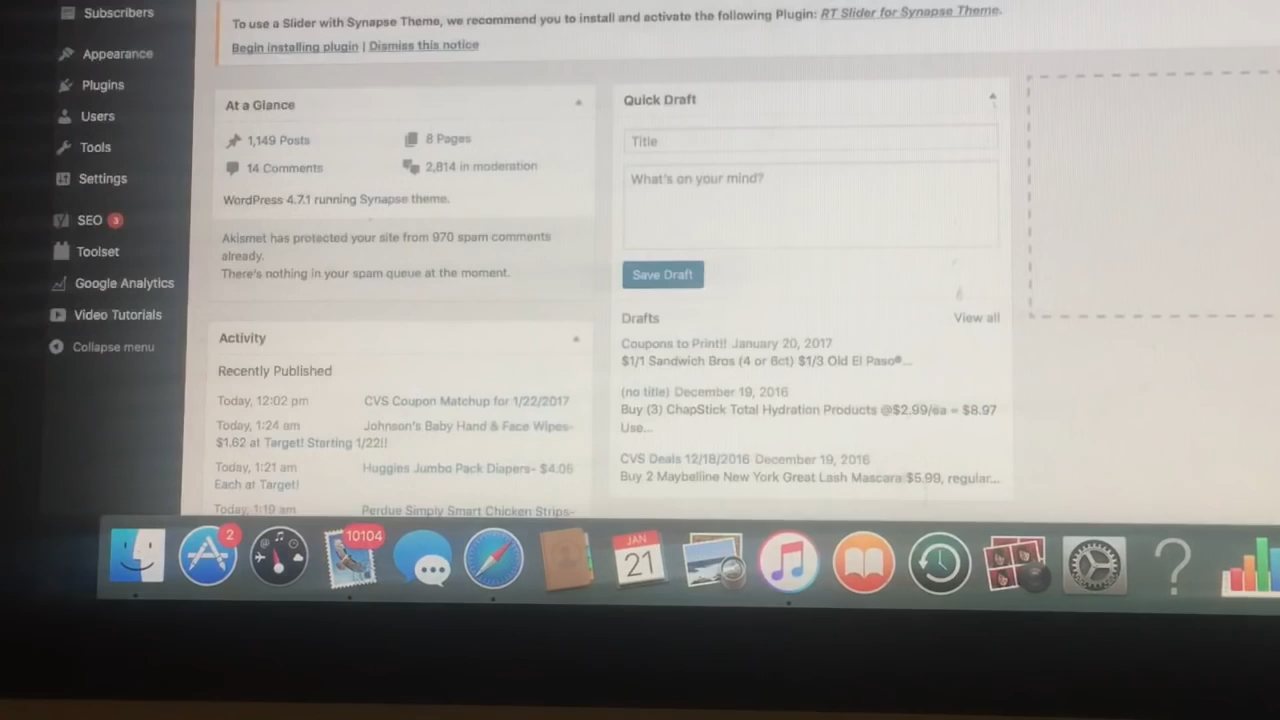 Subscribers
Appearance
Plugins
Users
Tools
Settings
SEO 3
Toolset
Google Analytics
Video Tutorials
Collapse menu
To use a Slider with Synapse Theme, we recommend you to install and activate the following Plugin: RT Slider for Synapse Theme.
Begin installing plugin | Dismiss this notice
At a Glance
1,149 Posts
8 Pages
14 Comments
2,814 in moderation
WordPress 4.7.1 running Synapse theme.
Akismet has protected your site from 970 spam comments
already.
There's nothing in your spam queue at the moment.
Activity
Recently Published
Today, 12:02 pm CVS Coupon Matchup for 1/22/2017
Today, 1:24 am Johnson's Baby Hand & Face Wipes-
$1.62 at Target! Starting 1/22!!
Today, 1:21 am Huggies Jumbo Pack Diapers- $4.06
Each at Target!
Today, 1:19 am Perdue Simply Smart Chicken Strips-
Quick Draft
Title
What's on your mind?
Save Draft
Drafts
View all
Coupons to Print!! January 20, 2017
$1/1 Sandwich Bros (4 or 6ct) $1/3 Old El Paso®...
(no title) December 19, 2016
Buy (3) ChapStick Total Hydration Products @$2.99/ea = $8.97
Use...
CVS Deals 12/18/2016 December 19, 2016
Buy 2 Maybelline New York Great Lash Mascara $5.99, regular...
2
10104
JAN
21
?